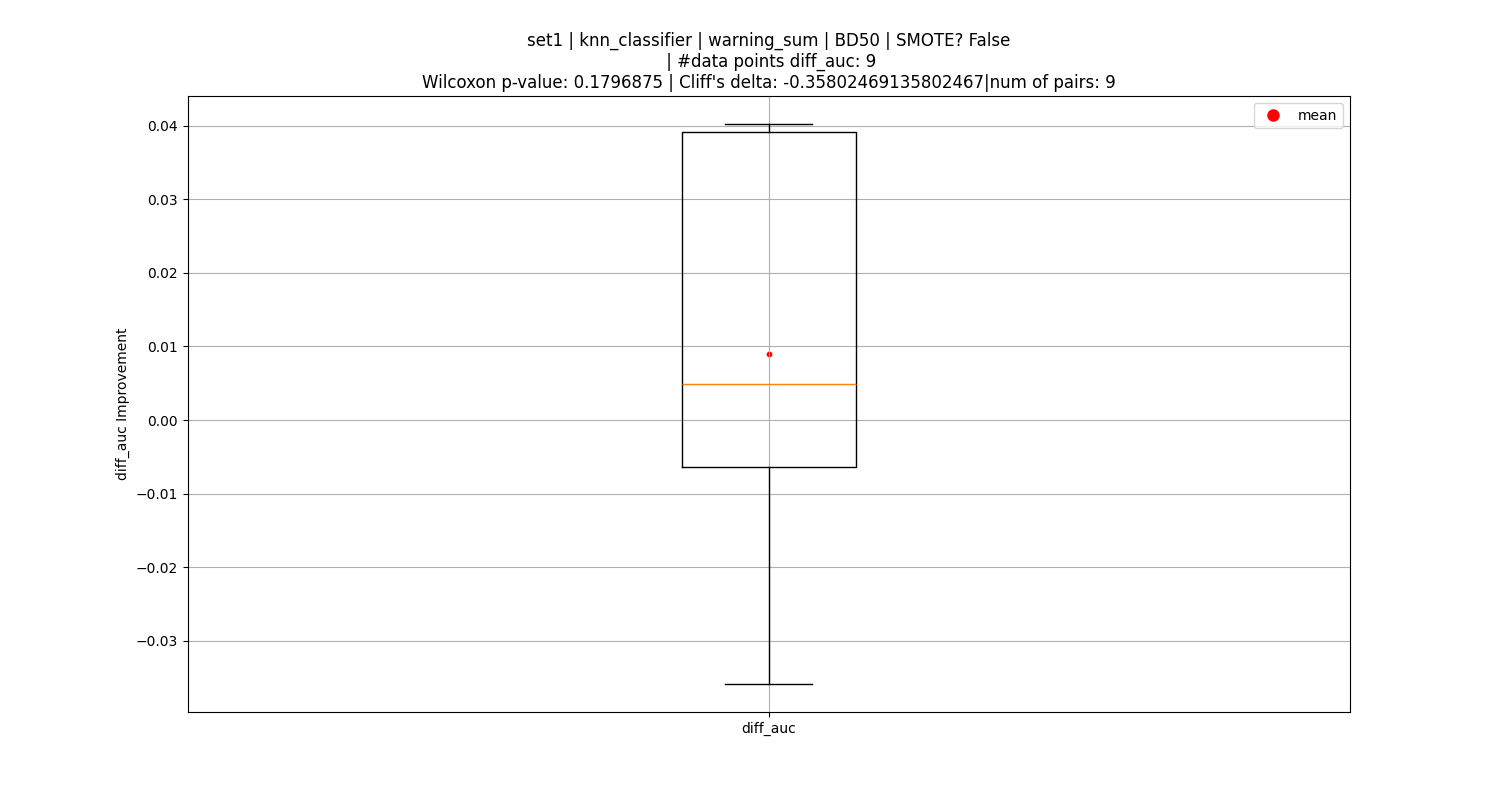 set1 | knn_classifier | warning_sum | BD50 | SMOTE? False
| #data points diff_auc: 9
Wilcoxon p-value: 0.1796875 | Cliff's delta: -0.35802469135802467|num of pairs: 9
mean
0.04
0.03
0.02
0.01
0.00
−0.01
−0.02
−0.03
diff_auc Improvement
diff_auc